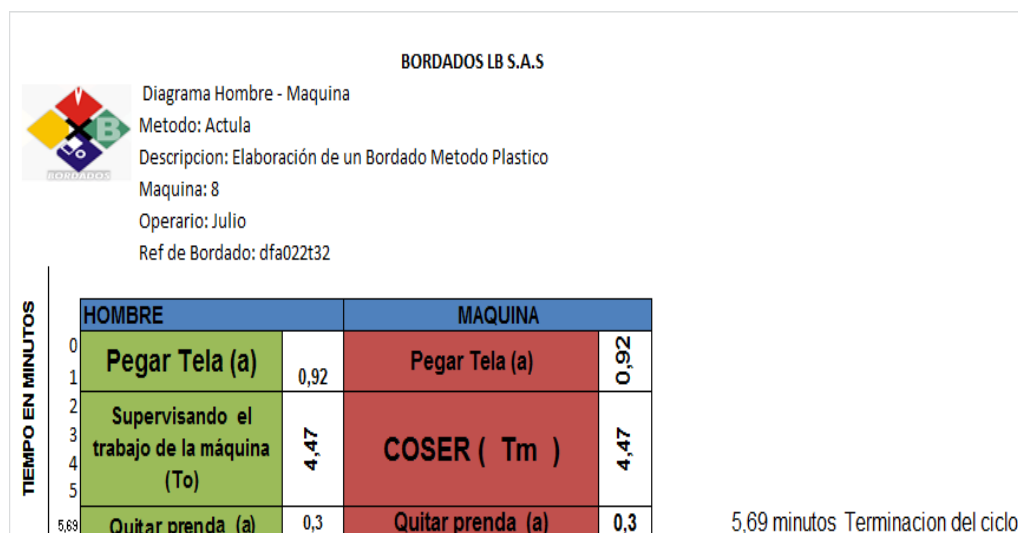 BORDADOS LB S.A.S
Diagrama Hombre - Maquina
Metodo: Actula
Descripcion: Elaboración de un Bordado Metodo Plastico
Maquina: 8
Operario: Julio
Ref de Bordado: dfa022t32
BORDADOS
TIEMPO EN MINUTOS
HOMBRE MAQUINA
0
1
Pegar Tela (a) 0,92 Pegar Tela (a) 0,92
2
3
4
5
Supervisando el
trabajo de la máquina
(To)
4,47 COSER ( Tm ) 4,47
5,69 Quitar prenda (a) 0,3 Quitar prenda (a) 0,3 5,69 minutos Terminacion del ciclo